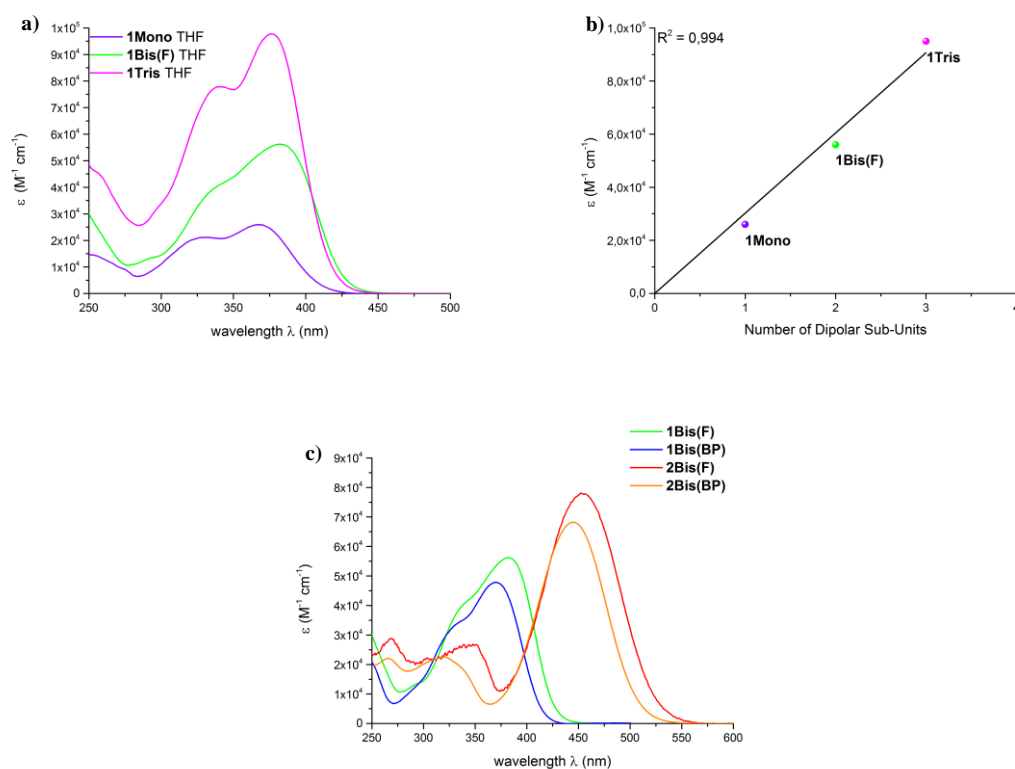 a)
1Mono THF
1Bis(F) THF
1Tris THF
1x10⁵
9x10⁴
8x10⁴
7x10⁴
6x10⁴
5x10⁴
4x10⁴
3x10⁴
2x10⁴
1x10⁴
0
ε (M⁻¹ cm⁻¹)
250 300 350 400 450 500
wavelength λ (nm)
b)
R² = 0,994
1,0x10⁵
8,0x10⁴
6,0x10⁴
4,0x10⁴
2,0x10⁴
0,0
ε (M⁻¹ cm⁻¹)
1Tris
1Bis(F)
1Mono
0 1 2 3 4
Number of Dipolar Sub-Units
c)
1Bis(F)
1Bis(BP)
2Bis(F)
2Bis(BP)
9x10⁴
8x10⁴
7x10⁴
6x10⁴
5x10⁴
4x10⁴
3x10⁴
2x10⁴
1x10⁴
0
ε (M⁻¹ cm⁻¹)
250 300 350 400 450 500 550 600
wavelength λ (nm)